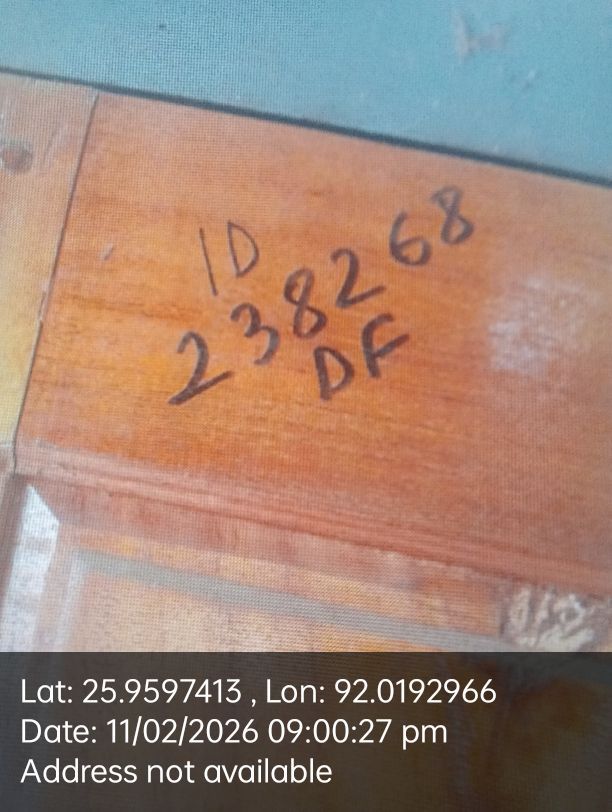 ID
238268
DF
Lat: 25.9597413 , Lon: 92.0192966
Date: 11/02/2026 09:00:27 pm
Address not available